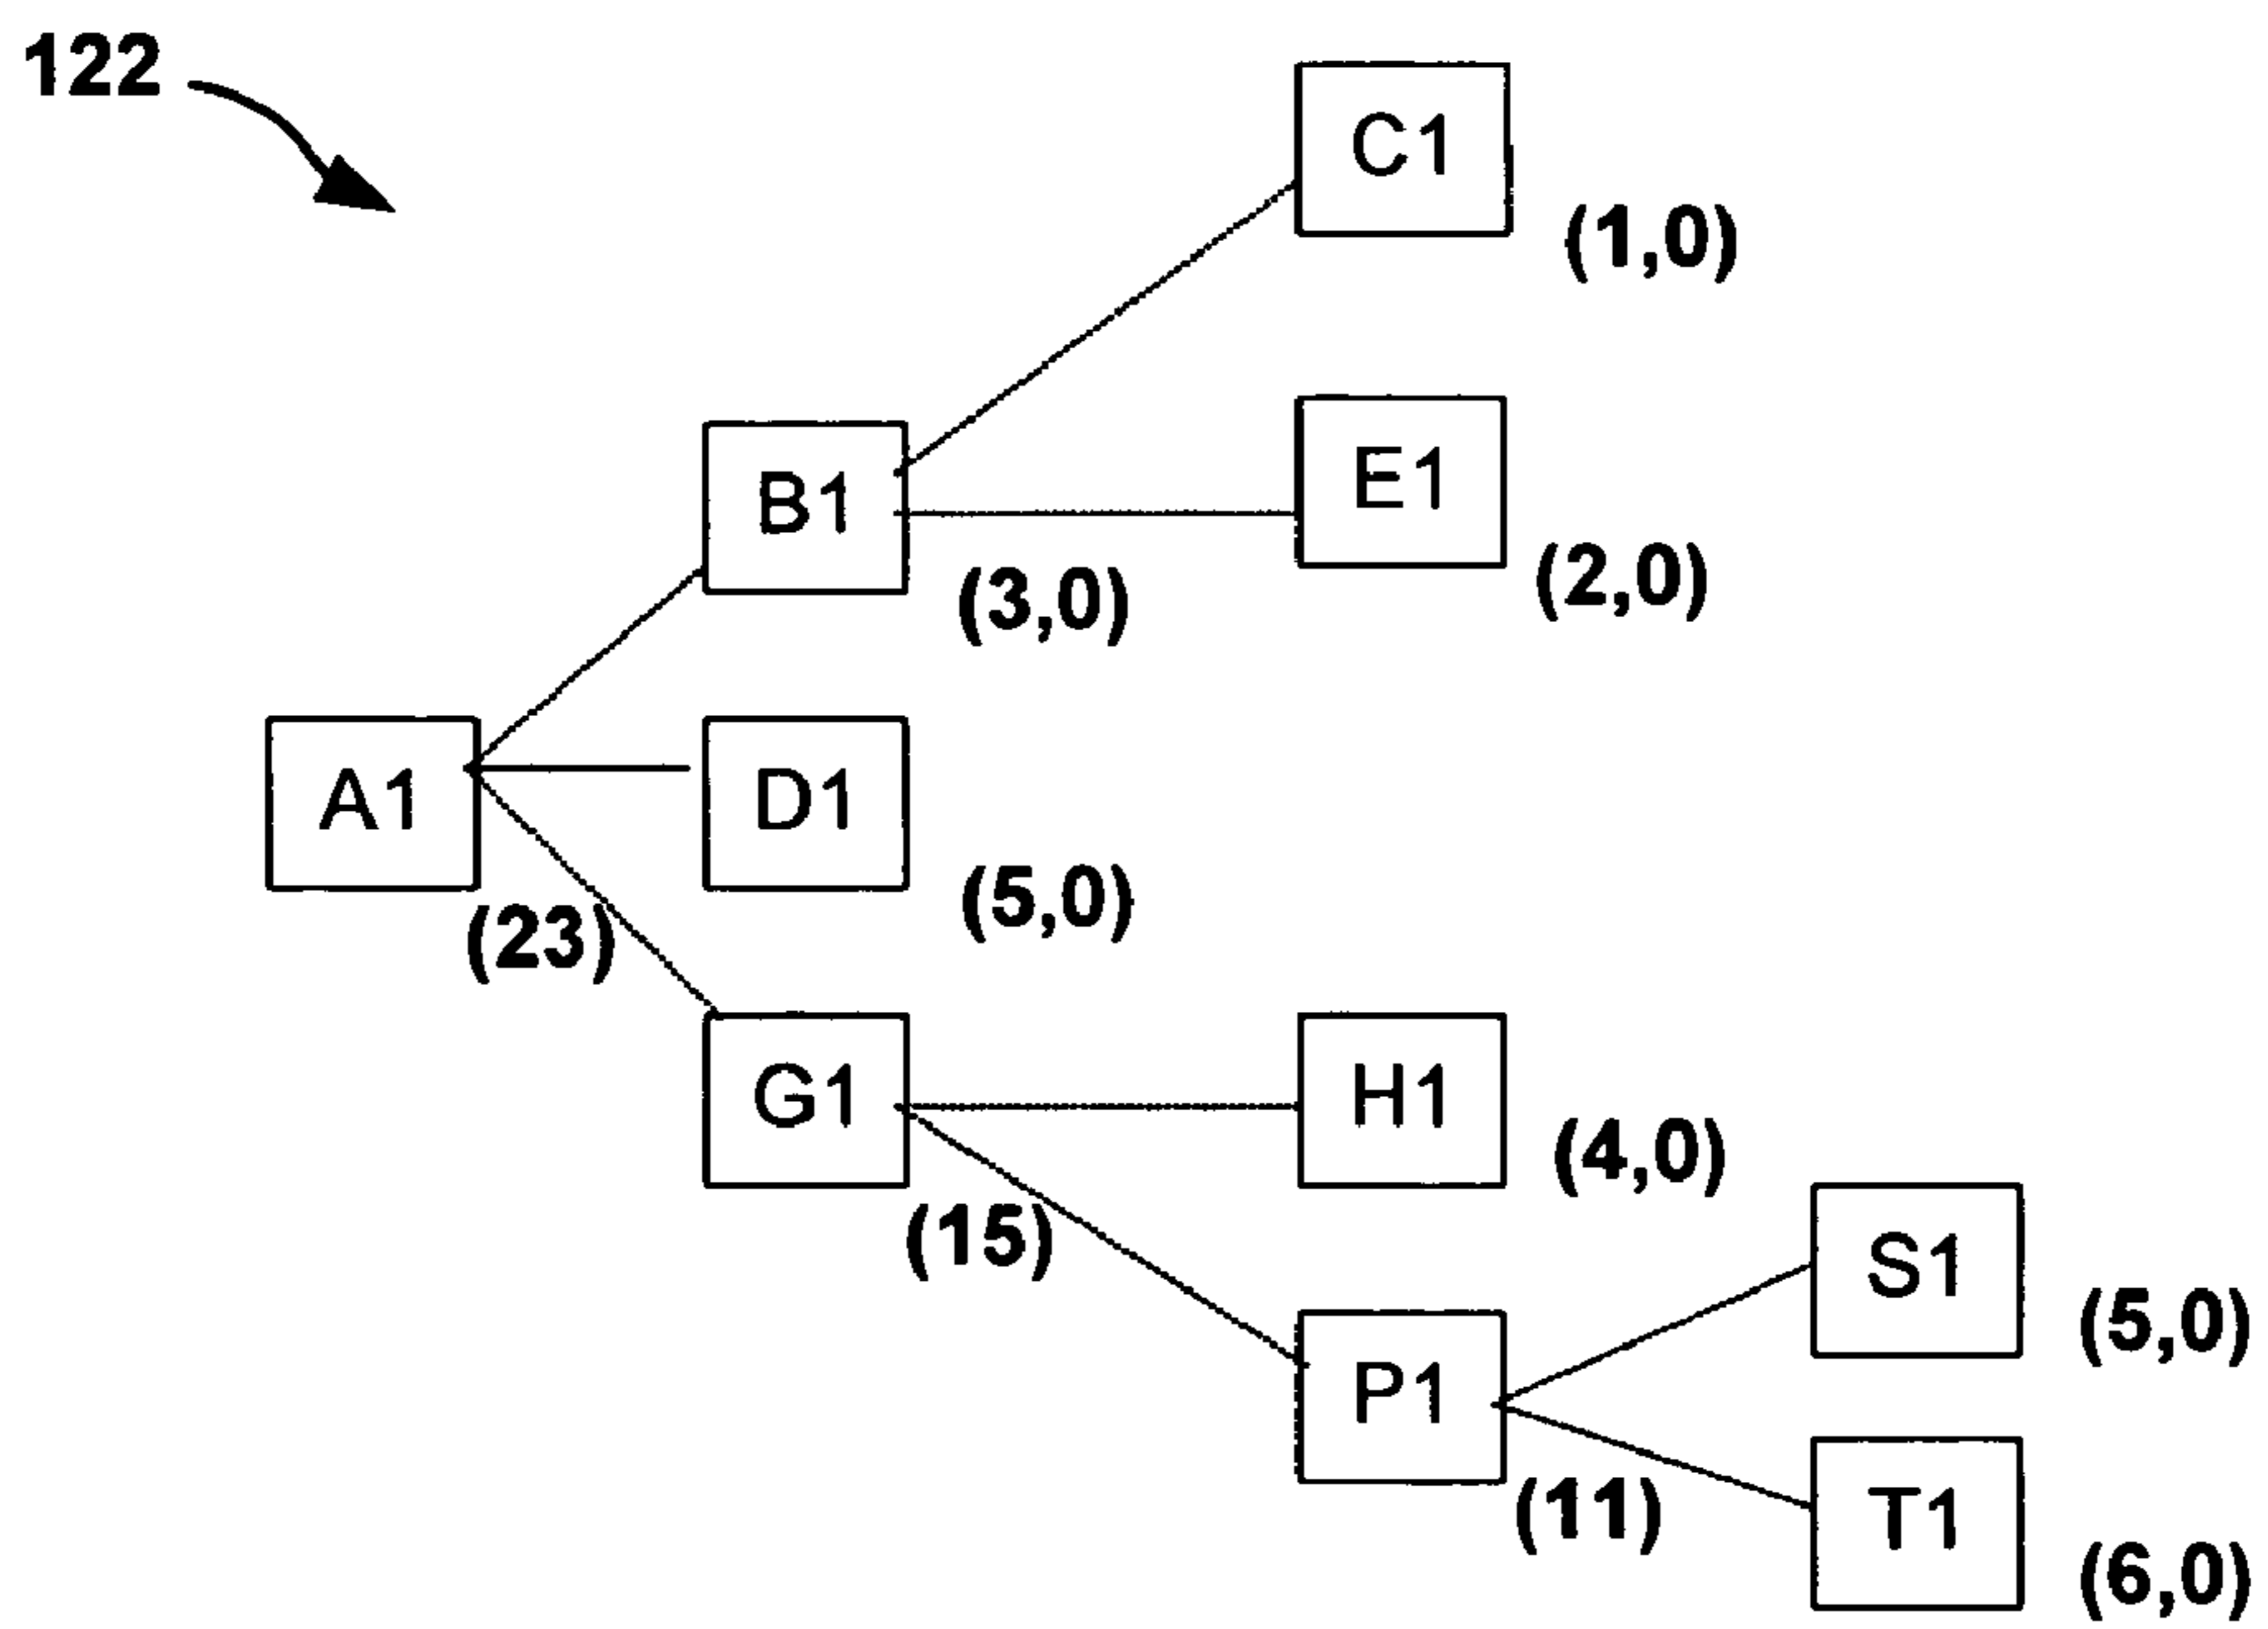 122
C1
(1,0)
B1
E1
(3,0)
(2,0)
A1
D1
(23)
(5,0)
G1
H1
(15)
(4,0)
S1
P1
(5,0)
(11)
T1
(6,0)